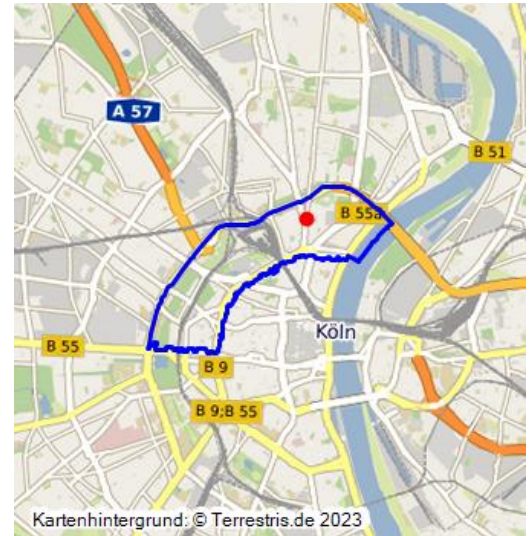 A 57
B 51
B 55a
Köln
B 55
B 9
B 9;B 55
Kartenhintergrund: © Terrestris.de 2023